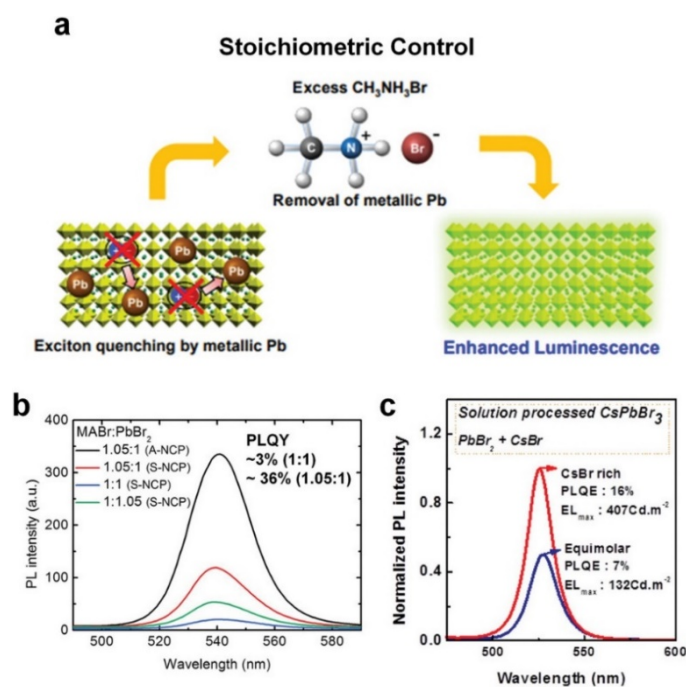 a
Stoichiometric Control
Excess CH₃NH₃Br
C
N
+
Br
-
Removal of metallic Pb
Pb
Pb
Pb
Pb
Exciton quenching by metallic Pb
Enhanced Luminescence
b
400
300
200
100
0
PL intensity (a.u.)
MABr:PbBr₂
1.05:1 (A-NCP)
1.05:1 (S-NCP)
1:1 (S-NCP)
1:1.05 (S-NCP)
PLQY
~3% (1:1)
~ 36% (1.05:1)
500 520 540 560 580
Wavelength (nm)
c
1.2
0.8
0.4
0.0
Normalized PL intensity
Solution processed CsPbBr₃
PbBr₂ + CsBr
CsBr rich
PLQE : 16%
ELmax : 407Cd.m⁻²
Equimolar
PLQE : 7%
ELmax : 132Cd.m⁻²
500 550 600
Wavelength (nm)